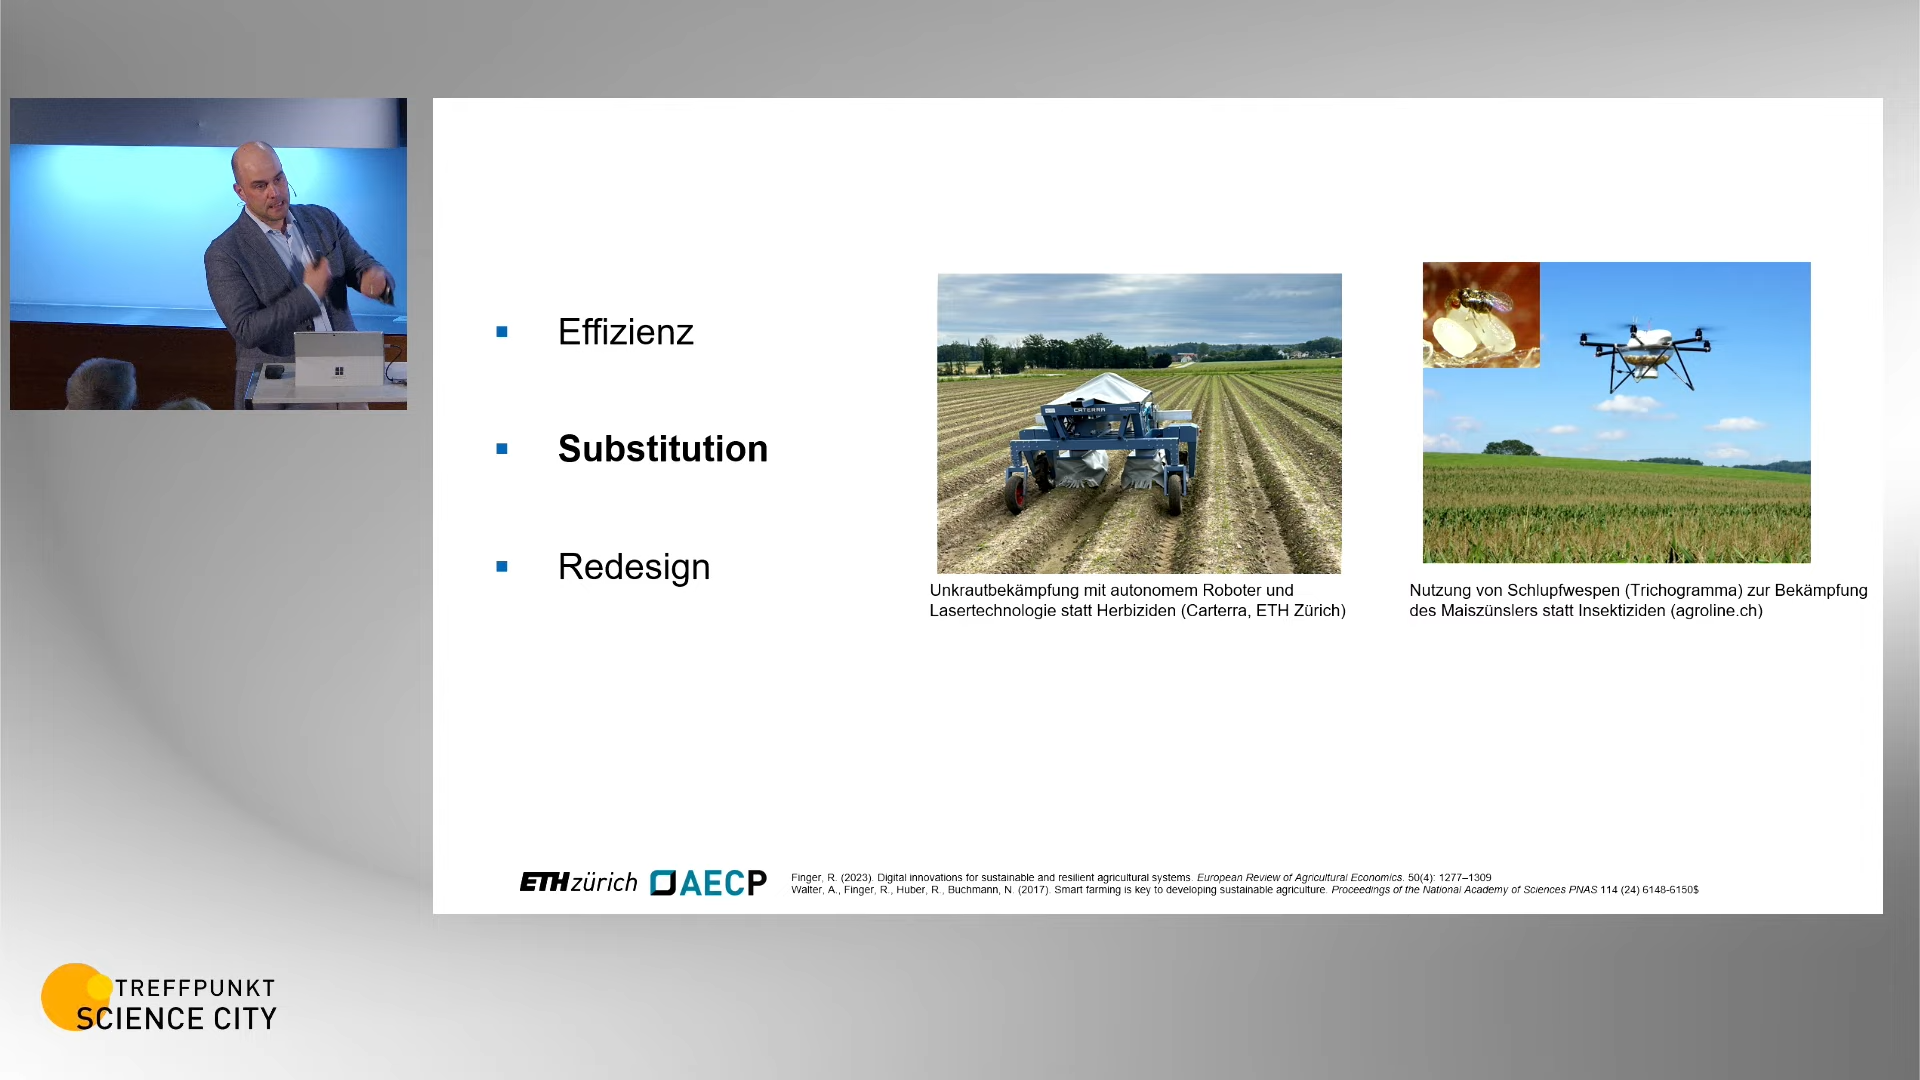 Effizienz
Substitution
Redesign
CATERRA
Unkrautbekämpfung mit autonomem Roboter und
Lasertechnologie statt Herbiziden (Carterra, ETH Zürich)
Nutzung von Schlupfwespen (Trichogramma) zur Bekämpfung
des Maiszünslers statt Insektiziden (agroline.ch)
ETH zürich
AECP
Finger, R. (2023). Digital innovations for sustainable and resilient agricultural systems. European Review of Agricultural Economics. 50(4): 1277–1309
Walter, A., Finger, R., Huber, R., Buchmann, N. (2017). Smart farming is key to developing sustainable agriculture. Proceedings of the National Academy of Sciences PNAS 114 (24) 6148-6150$
TREFFPUNKT
SCIENCE CITY